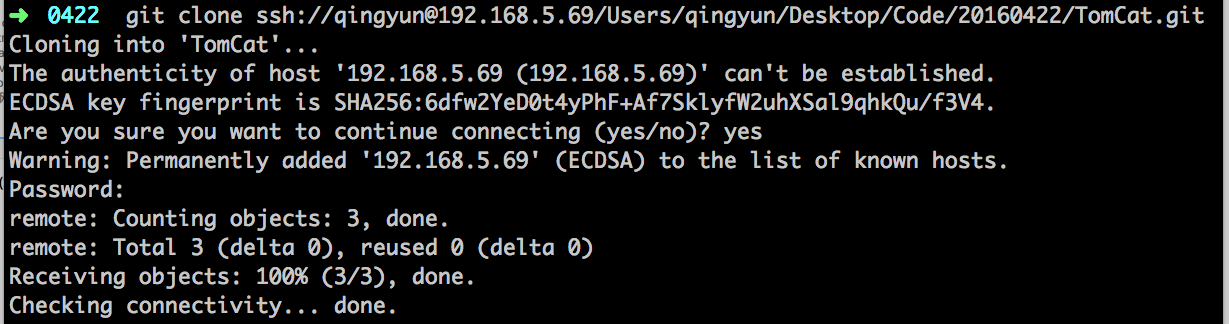 ➜ 0422 git clone ssh://qingyun@192.168.5.69/Users/qingyun/Desktop/Code/20160422/TomCat.git
Cloning into 'TomCat'...
The authenticity of host '192.168.5.69 (192.168.5.69)' can't be established.
ECDSA key fingerprint is SHA256:6dfw2YeD0t4yPhF+Af7SklyfW2uhXSal9qhkQu/f3V4.
Are you sure you want to continue connecting (yes/no)? yes
Warning: Permanently added '192.168.5.69' (ECDSA) to the list of known hosts.
Password:
remote: Counting objects: 3, done.
remote: Total 3 (delta 0), reused 0 (delta 0)
Receiving objects: 100% (3/3), done.
Checking connectivity... done.